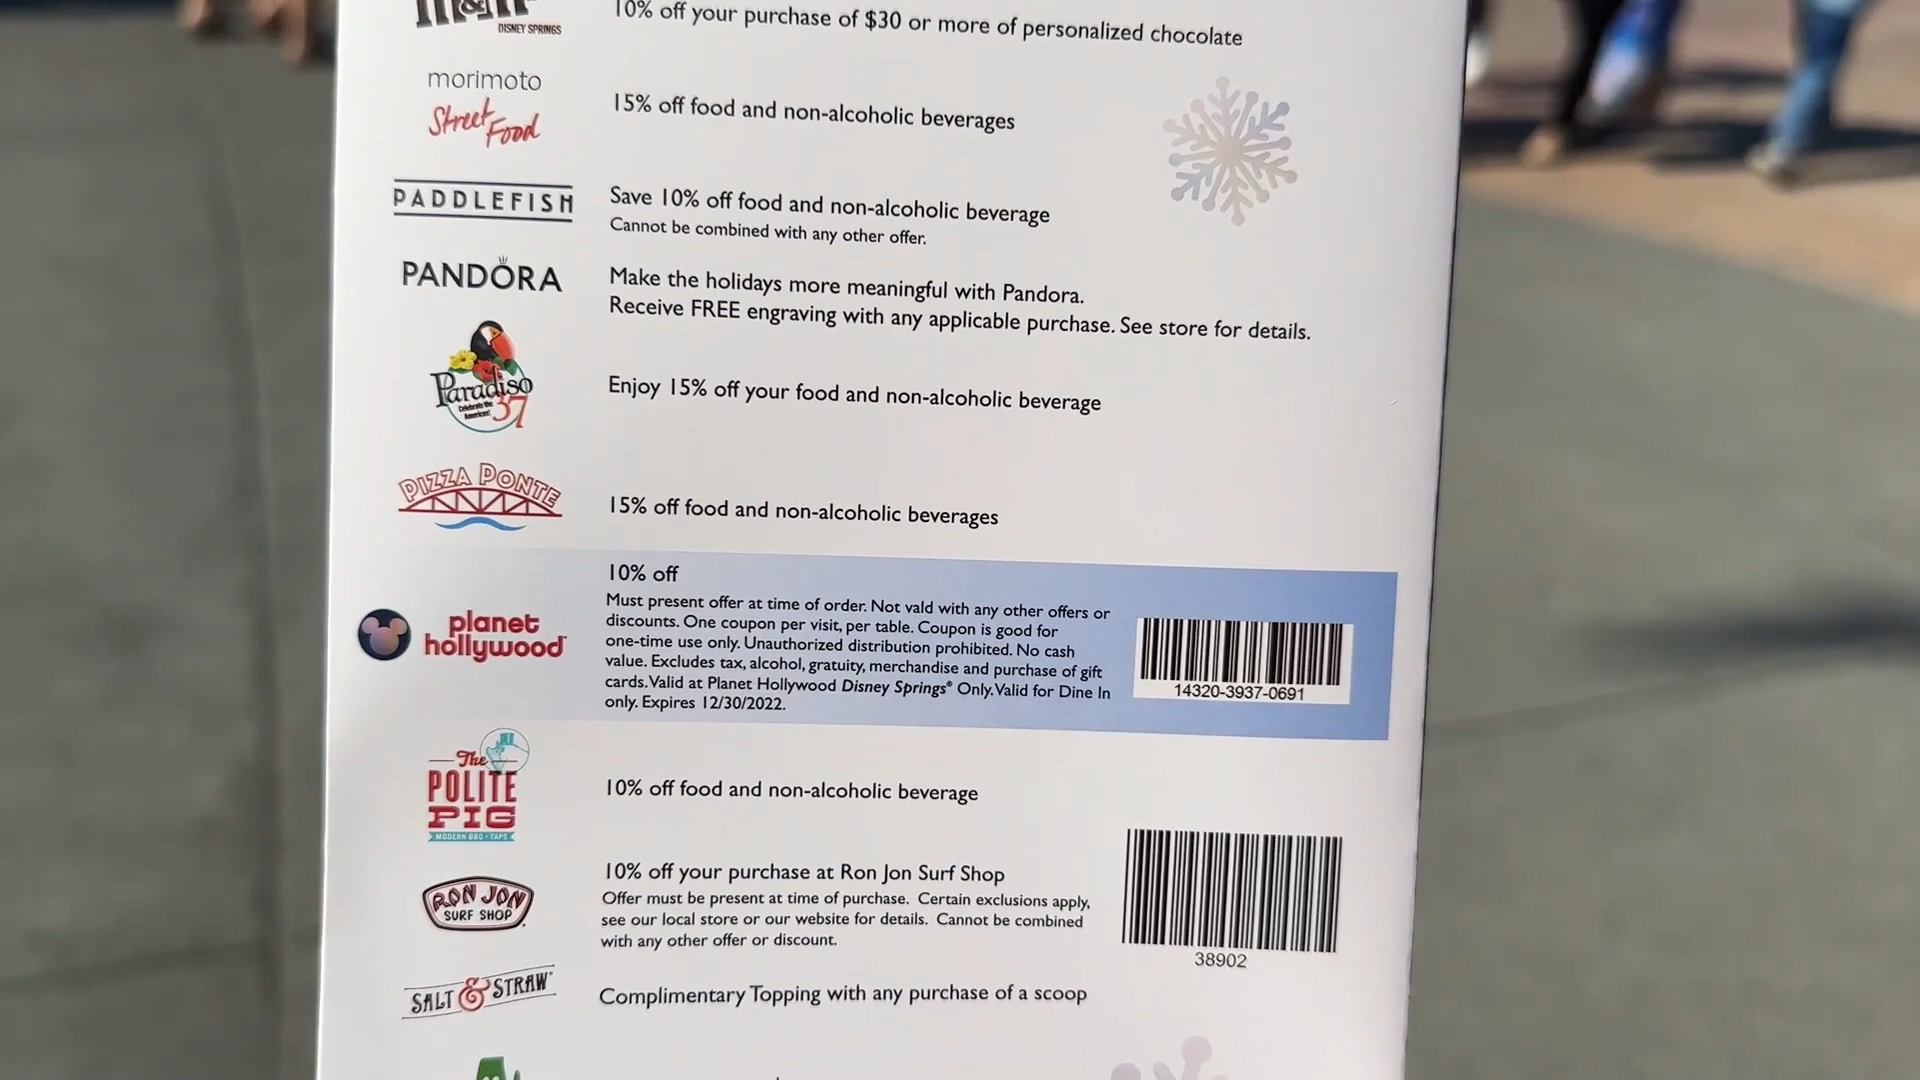 m&m's
DISNEY SPRINGS
10% off your purchase of $30 or more of personalized chocolate
morimoto
Street Food
15% off food and non-alcoholic beverages
PADDLEFISH
Save 10% off food and non-alcoholic beverage
Cannot be combined with any other offer.
PANDORA
Make the holidays more meaningful with Pandora.
Receive FREE engraving with any applicable purchase. See store for details.
Paradiso
Celebrate the
Americas!
37
Enjoy 15% off your food and non-alcoholic beverage
PIZZA PONTE
15% off food and non-alcoholic beverages
planet
hollywood
10% off
Must present offer at time of order. Not vald with any other offers or
discounts. One coupon per visit, per table. Coupon is good for
one-time use only. Unauthorized distribution prohibited. No cash
value. Excludes tax, alcohol, gratuity, merchandise and purchase of gift
cards. Valid at Planet Hollywood Disney Springs® Only. Valid for Dine In
only. Expires 12/30/2022.
14320-3937-0691
The
POLITE
PIG
MODERN BBQ • TAPS
10% off food and non-alcoholic beverage
RON JON
SURF SHOP
10% off your purchase at Ron Jon Surf Shop
Offer must be present at time of purchase. Certain exclusions apply,
see our local store or our website for details. Cannot be combined
with any other offer or discount.
38902
SALT & STRAW
Complimentary Topping with any purchase of a scoop